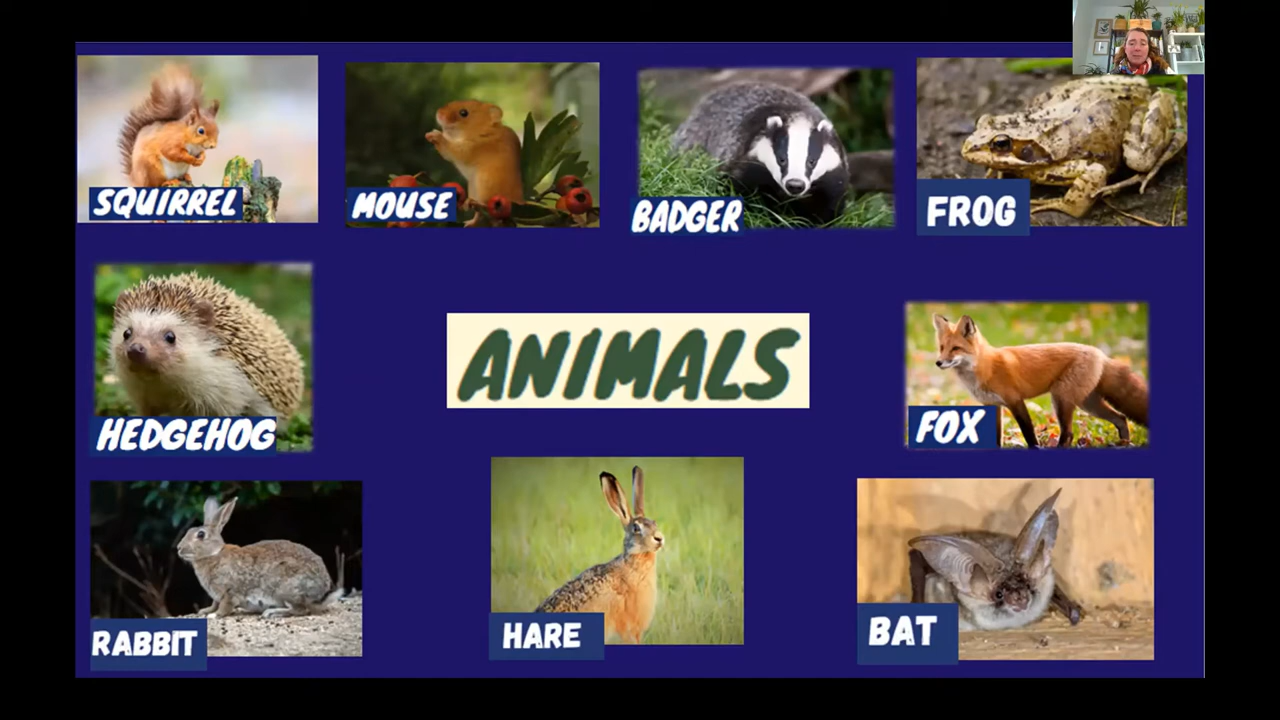 SQUIRREL
MOUSE
BADGER
FROG
HEDGEHOG
ANIMALS
FOX
RABBIT
HARE
BAT